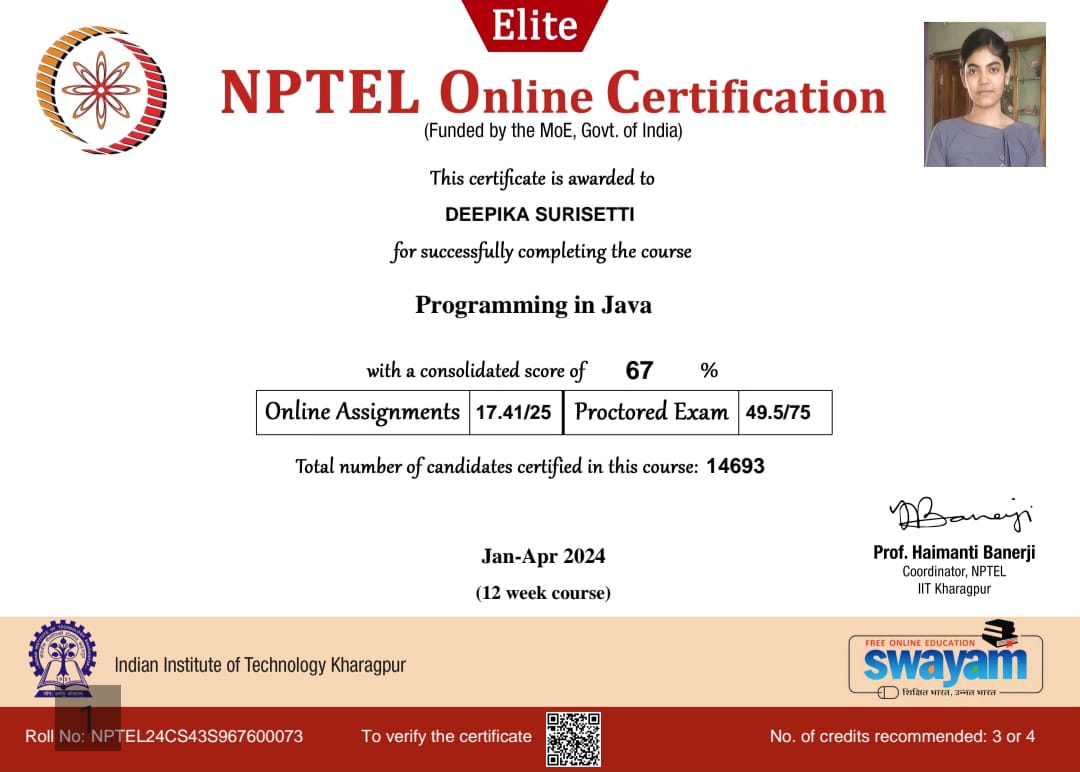 Elite
NPTEL Online Certification
(Funded by the MoE, Govt. of India)
This certificate is awarded to
DEEPIKA SURISETTI
for successfully completing the course
Programming in Java
with a consolidated score of 67 %
Online Assignments 17.41/25 Proctored Exam 49.5/75
Total number of candidates certified in this course: 14693
Jan-Apr 2024
(12 week course)
Prof. Haimanti Banerji
Coordinator, NPTEL
IIT Kharagpur
Indian Institute of Technology Kharagpur
FREE ONLINE EDUCATION
swayam
शिक्षित भारत, उन्नत भारत
1
Roll No: NPTEL24CS43S967600073
To verify the certificate
No. of credits recommended: 3 or 4